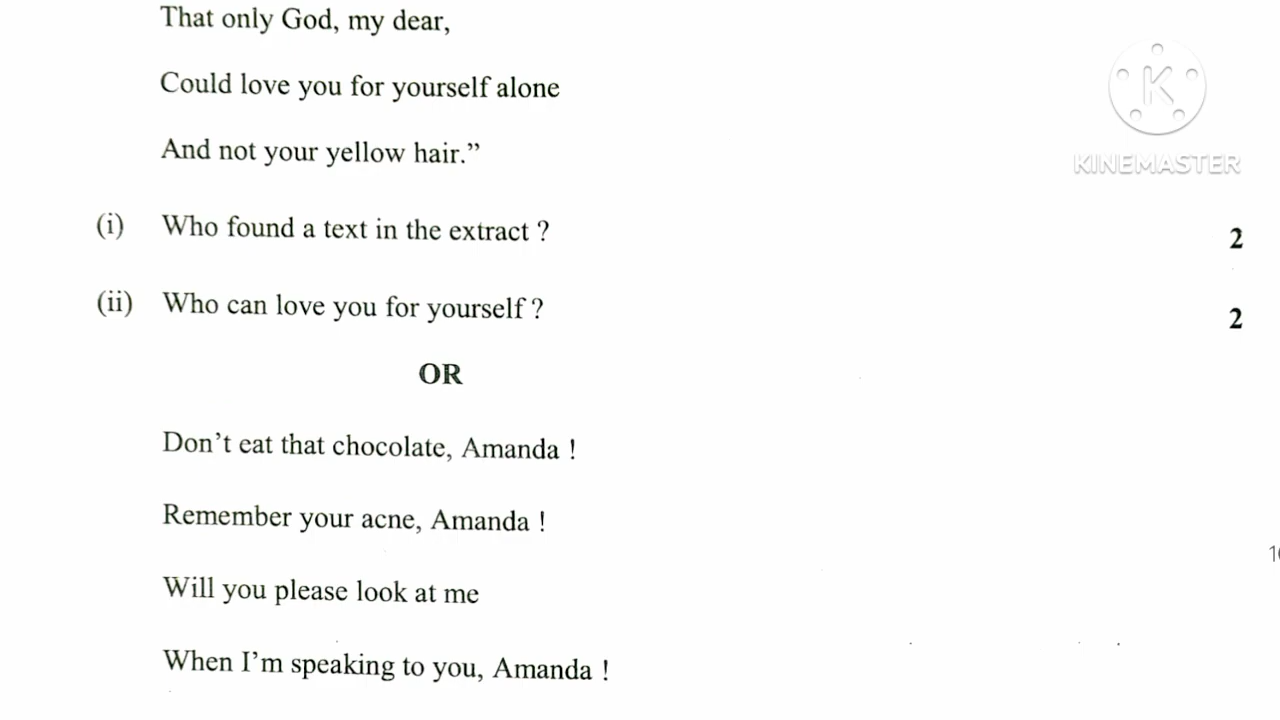 That only God, my dear,
Could love you for yourself alone
And not your yellow hair.”
KINEMASTER
(i) Who found a text in the extract ? 2
(ii) Who can love you for yourself ? 2
OR
Don’t eat that chocolate, Amanda !
Remember your acne, Amanda !
Will you please look at me
When I’m speaking to you, Amanda !